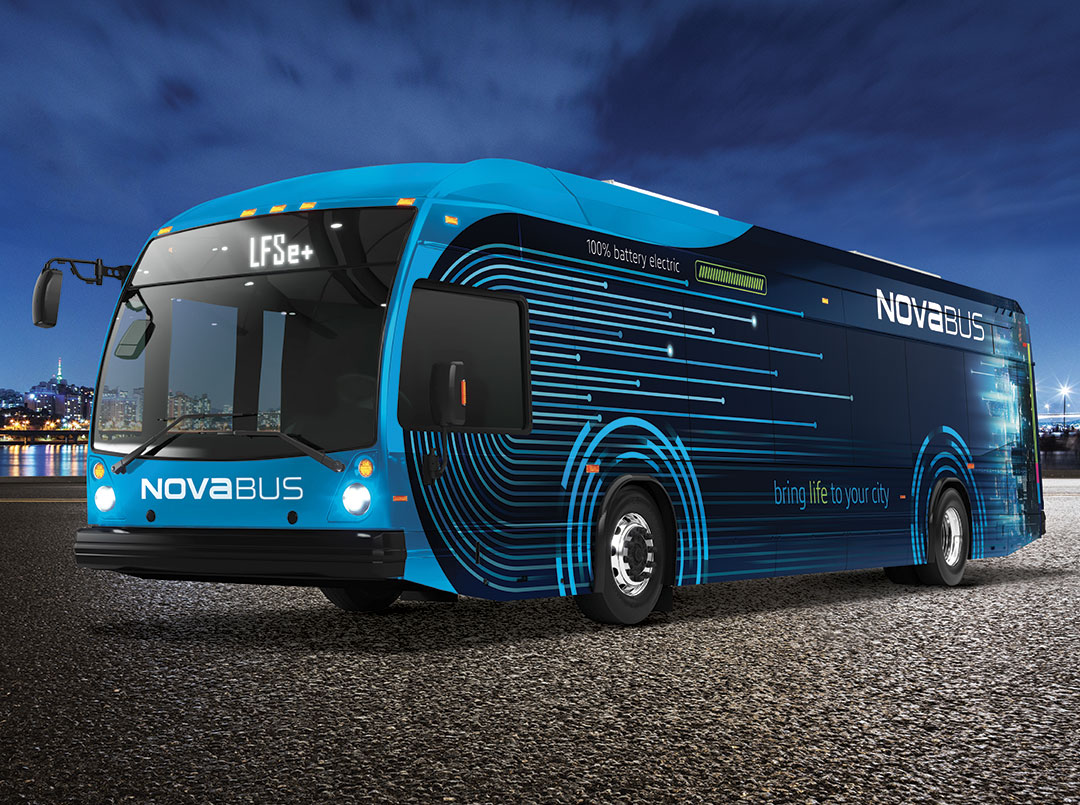 LFSe+
100% battery electric
NOVABUS
NOVABUS
bring life to your city